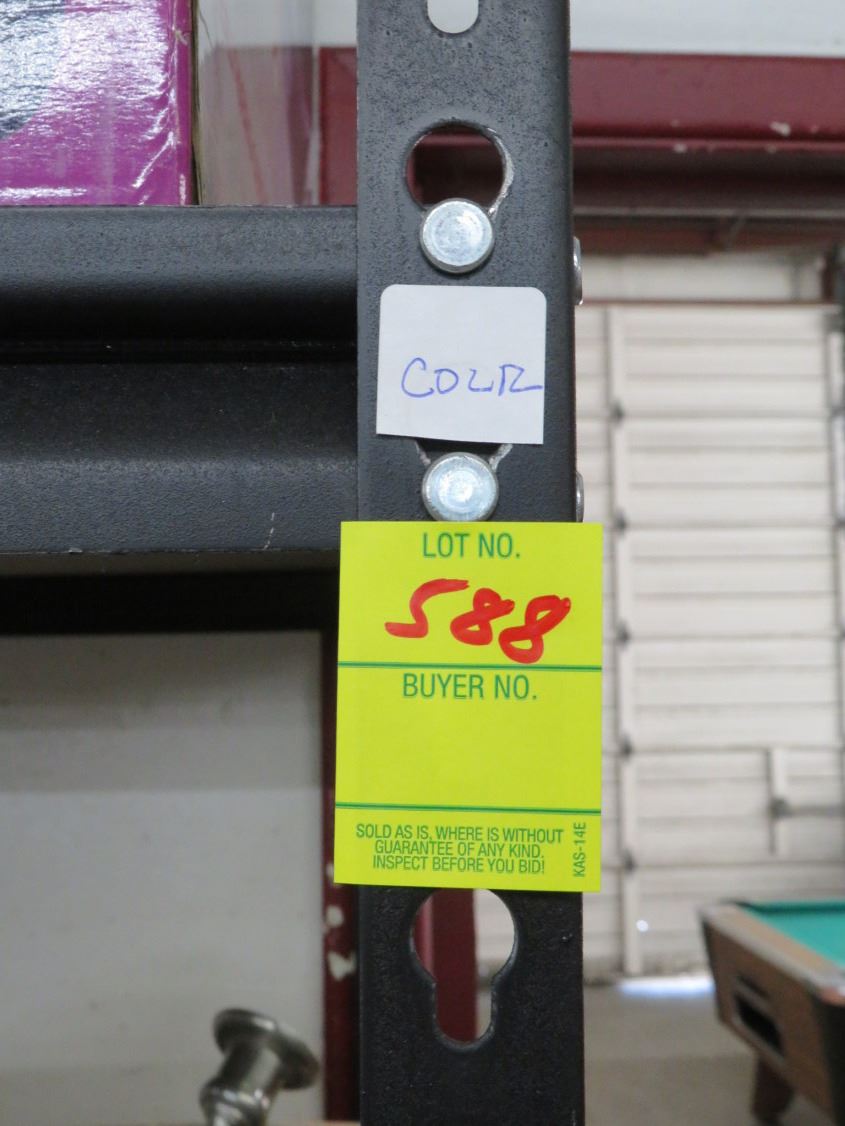 COLR
LOT NO.
588
BUYER NO.
SOLD AS IS, WHERE IS WITHOUT
GUARANTEE OF ANY KIND.
INSPECT BEFORE YOU BID!
KAS-14E